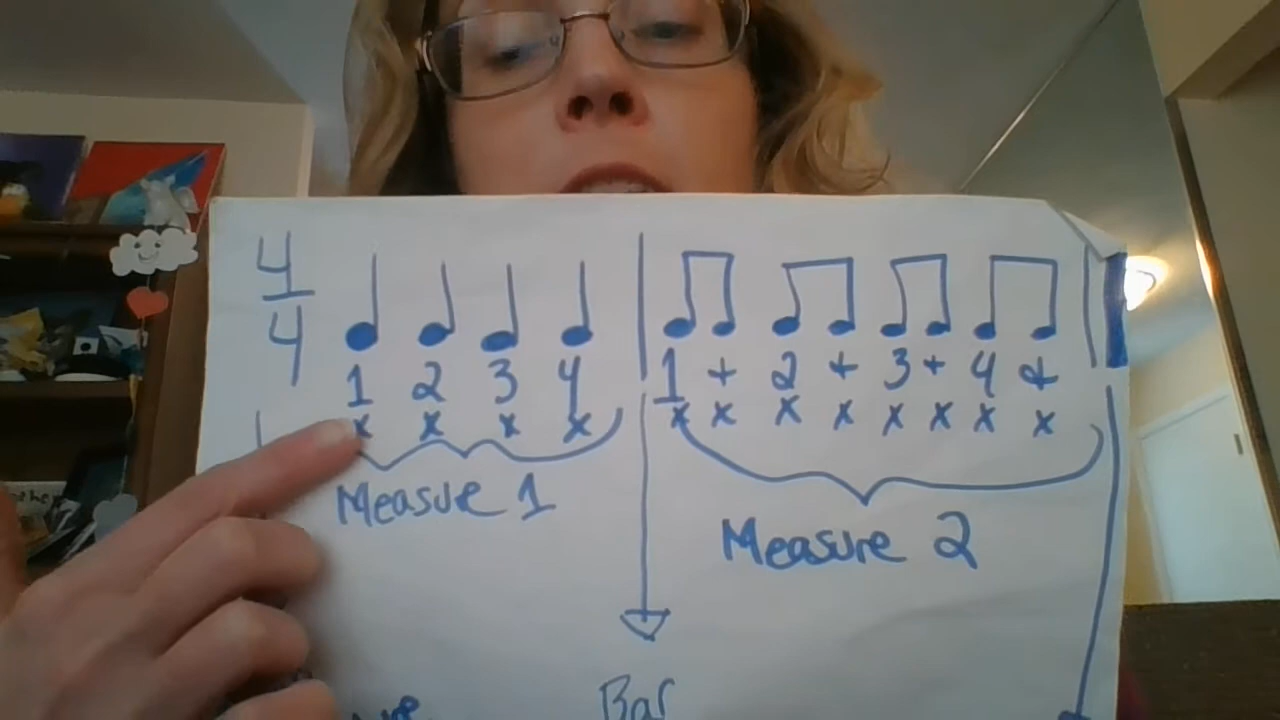 4
4
1 2 3 4 1 + 2 + 3 + 4 +
x x x x x x x x x x x x
Measure 1
Measure 2
Bar